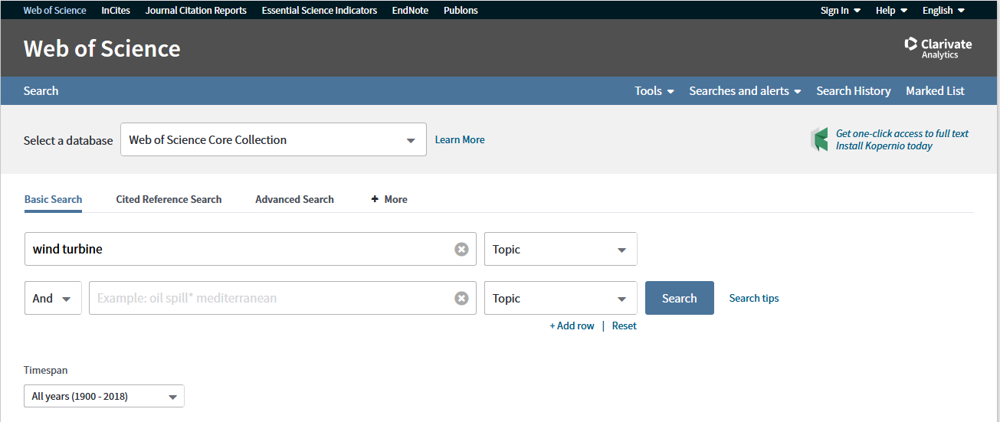 Web of Science InCites Journal Citation Reports Essential Science Indicators EndNote Publons Sign In Help English
Web of Science
Clarivate
Analytics
Search Tools Searches and alerts Search History Marked List
Select a database Web of Science Core Collection Learn More
Get one-click access to full text
Install Kopernio today
Basic Search Cited Reference Search Advanced Search + More
wind turbine Topic
And Example: oil spill* mediterranean Topic Search Search tips
+ Add row | Reset
Timespan
All years (1900 - 2018)